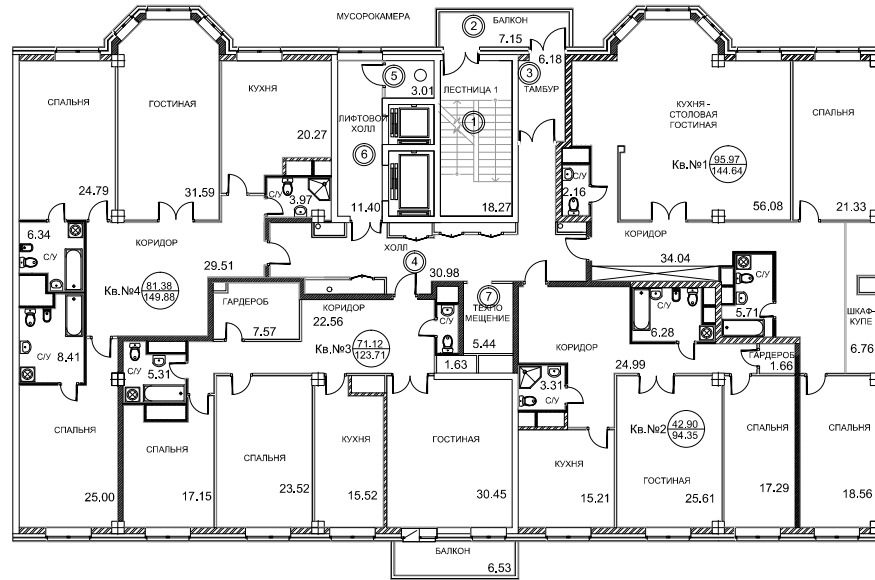 МУСОРОКАМЕРА
2
БАЛКОН
7.15
6.18
3
ТАМБУР
5
3.01
ЛЕСТНИЦА 1
1
18.27
ЛИФТОВОЙ
ХОЛЛ
6
11.40
СПАЛЬНЯ
24.79
ГОСТИНАЯ
31.59
КУХНЯ
20.27
С/У
3.97
КУХНЯ -
СТОЛОВАЯ
ГОСТИНАЯ
Кв.№1
95.97
144.64
56.08
СПАЛЬНЯ
21.33
С/У
2.16
6.34
С/У
КОРИДОР
29.51
Кв.№4
81.38
149.88
ХОЛЛ
4
30.98
КОРИДОР
34.04
С/У
5.71
ШКАФ-
КУПЕ
6.76
С/У
8.41
ГАРДЕРОБ
7.57
КОРИДОР
22.56
Кв.№3
71.12
123.71
С/У
7
ТЕХПО
МЕЩЕНИЕ
5.44
1.63
С/У
6.28
КОРИДОР
24.99
ГАРДЕРОБ
1.66
С/У
5.31
3.31
С/У
Кв.№2
42.90
94.35
СПАЛЬНЯ
25.00
СПАЛЬНЯ
17.15
СПАЛЬНЯ
23.52
КУХНЯ
15.52
ГОСТИНАЯ
30.45
КУХНЯ
15.21
ГОСТИНАЯ
25.61
СПАЛЬНЯ
17.29
СПАЛЬНЯ
18.56
БАЛКОН
6.53